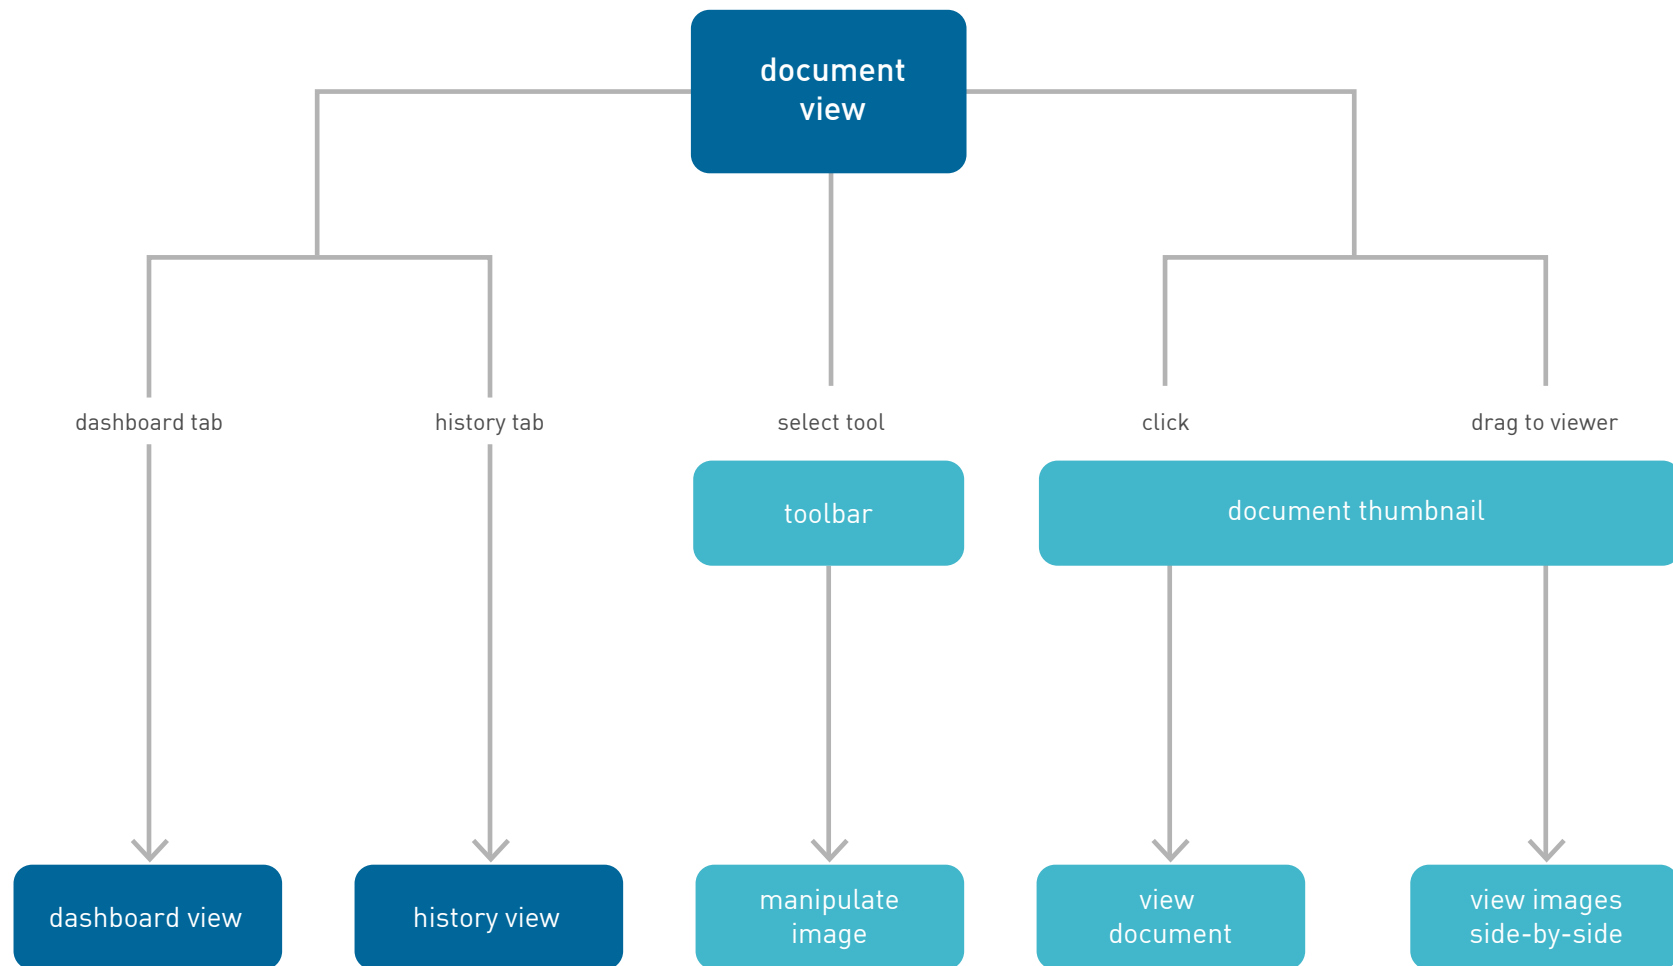 document
view
dashboard tab
history tab
select tool
click
drag to viewer
toolbar
document thumbnail
dashboard view
history view
manipulate
image
view
document
view images
side-by-side